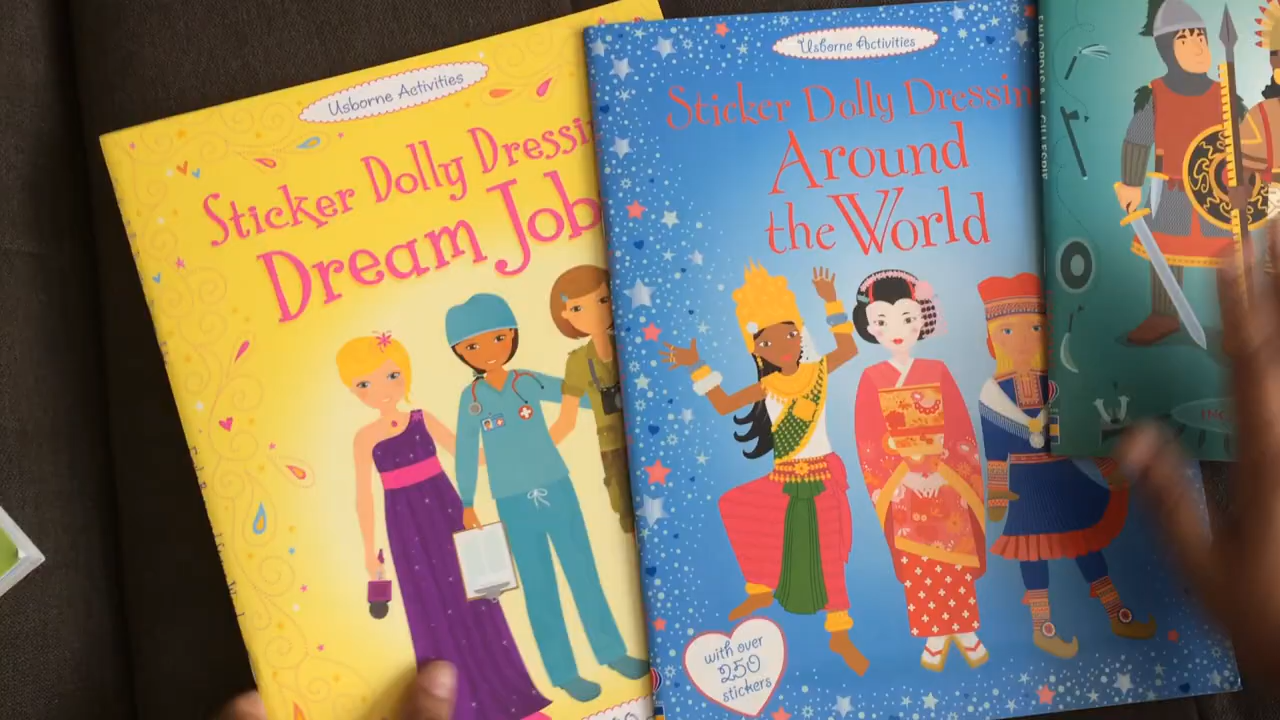 Usborne Activities
Sticker Dolly Dressin
Dream Job
Usborne Activities
Sticker Dolly Dressin
Around
the World
with over
250
stickers